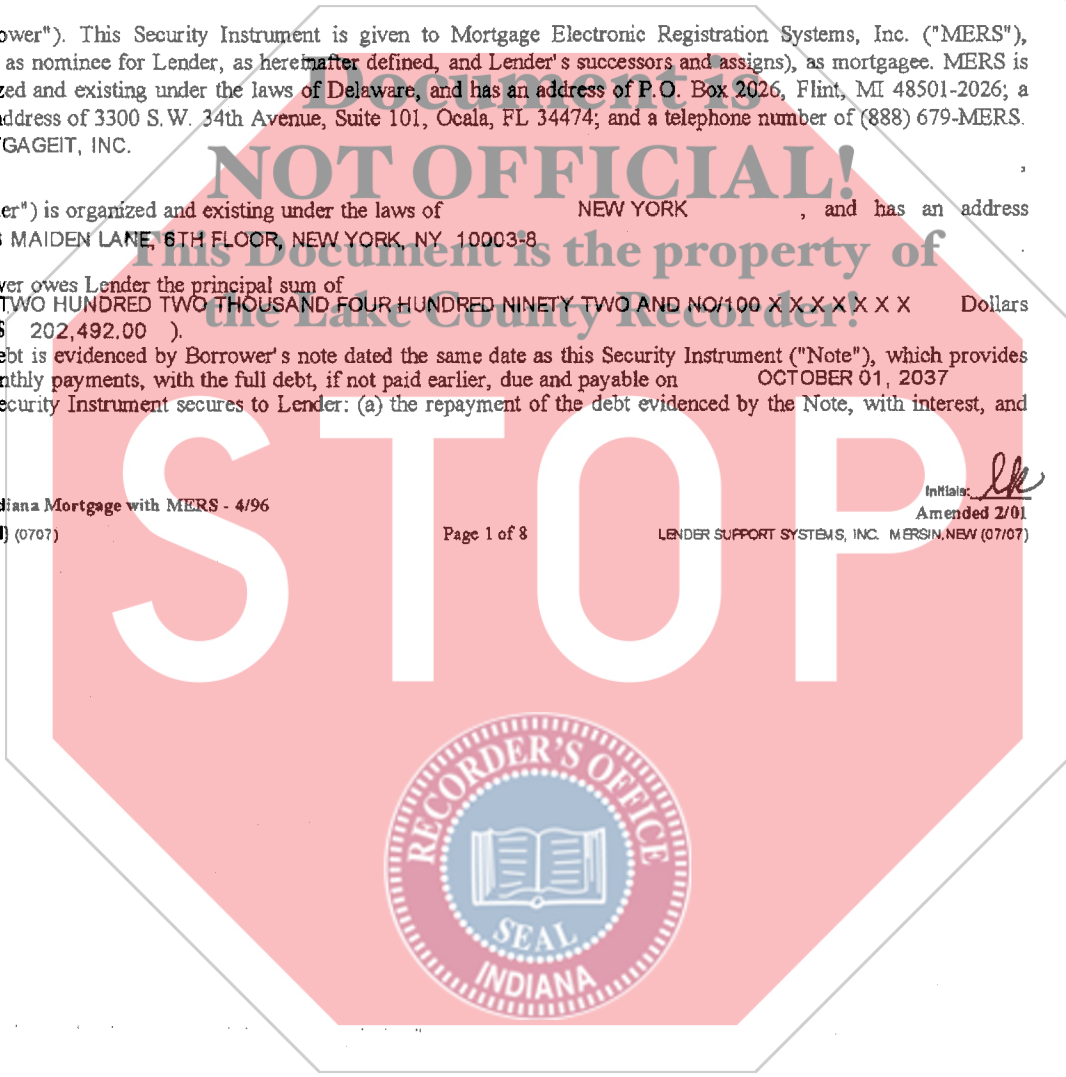 ower"). This Security Instrument is given to Mortgage Electronic Registration Systems, Inc. ("MERS"),
as nominee for Lender, as hereinafter defined, and Lender's successors and assigns), as mortgagee. MERS is
zed and existing under the laws of Delaware, and has an address of P.O. Box 2026, Flint, MI 48501-2026; a
address of 3300 S.W. 34th Avenue, Suite 101, Ocala, FL 34474; and a telephone number of (888) 679-MERS.
GAGEIT, INC.
,
er") is organized and existing under the laws of NEW YORK , and has an address
MAIDEN LANE, 6TH FLOOR, NEW YORK, NY 10003-8
ver owes Lender the principal sum of
TWO HUNDRED TWO THOUSAND FOUR HUNDRED NINETY TWO AND NO/100 X X X X X X X Dollars
$ 202,492.00 ).
ebt is evidenced by Borrower's note dated the same date as this Security Instrument ("Note"), which provides
nthly payments, with the full debt, if not paid earlier, due and payable on OCTOBER 01, 2037
ecurity Instrument secures to Lender: (a) the repayment of the debt evidenced by the Note, with interest, and
Initials:
diana Mortgage with MERS - 4/96
Amended 2/01
(0707) Page 1 of 8 LENDER SUPPORT SYSTEMS, INC. MERSIN.NEW (07/07)
Document is
NOT OFFICIAL!
This Document is the property of
the Lake County Recorder!
STOP
RECORDER'S OFFICE
SEAL
INDIANA